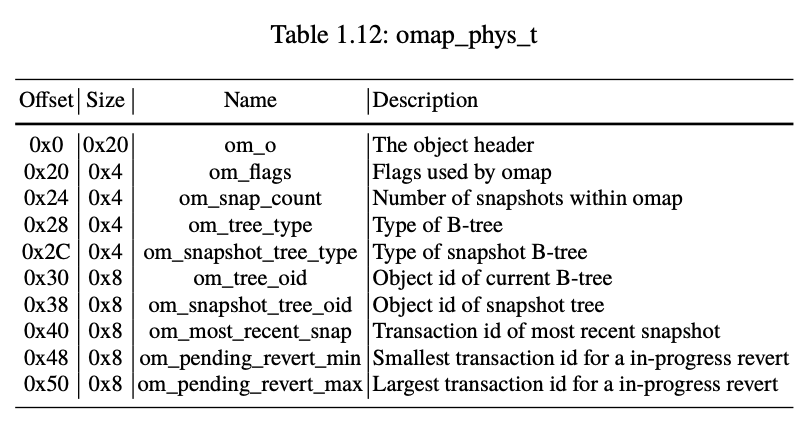 Table 1.12: omap_phys_t
Offset Size Name Description
0x0 0x20 om_o The object header
0x20 0x4 om_flags Flags used by omap
0x24 0x4 om_snap_count Number of snapshots within omap
0x28 0x4 om_tree_type Type of B-tree
0x2C 0x4 om_snapshot_tree_type Type of snapshot B-tree
0x30 0x8 om_tree_oid Object id of current B-tree
0x38 0x8 om_snapshot_tree_oid Object id of snapshot tree
0x40 0x8 om_most_recent_snap Transaction id of most recent snapshot
0x48 0x8 om_pending_revert_min Smallest transaction id for a in-progress revert
0x50 0x8 om_pending_revert_max Largest transaction id for a in-progress revert